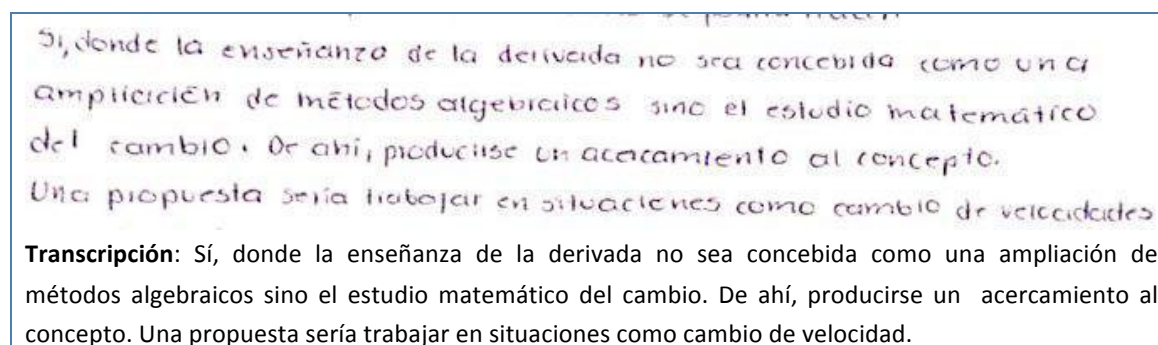 Si, donde la enseñanza de la derivada no sea concebida como una
ampliación de métodos algebraicos sino el estudio matemático
del cambio. De ahí, producirse un acercamiento al concepto.
Una propuesta sería trabajar en situaciones como cambio de velocidades
Transcripción: Sí, donde la enseñanza de la derivada no sea concebida como una ampliación de
métodos algebraicos sino el estudio matemático del cambio. De ahí, producirse un acercamiento al
concepto. Una propuesta sería trabajar en situaciones como cambio de velocidad.